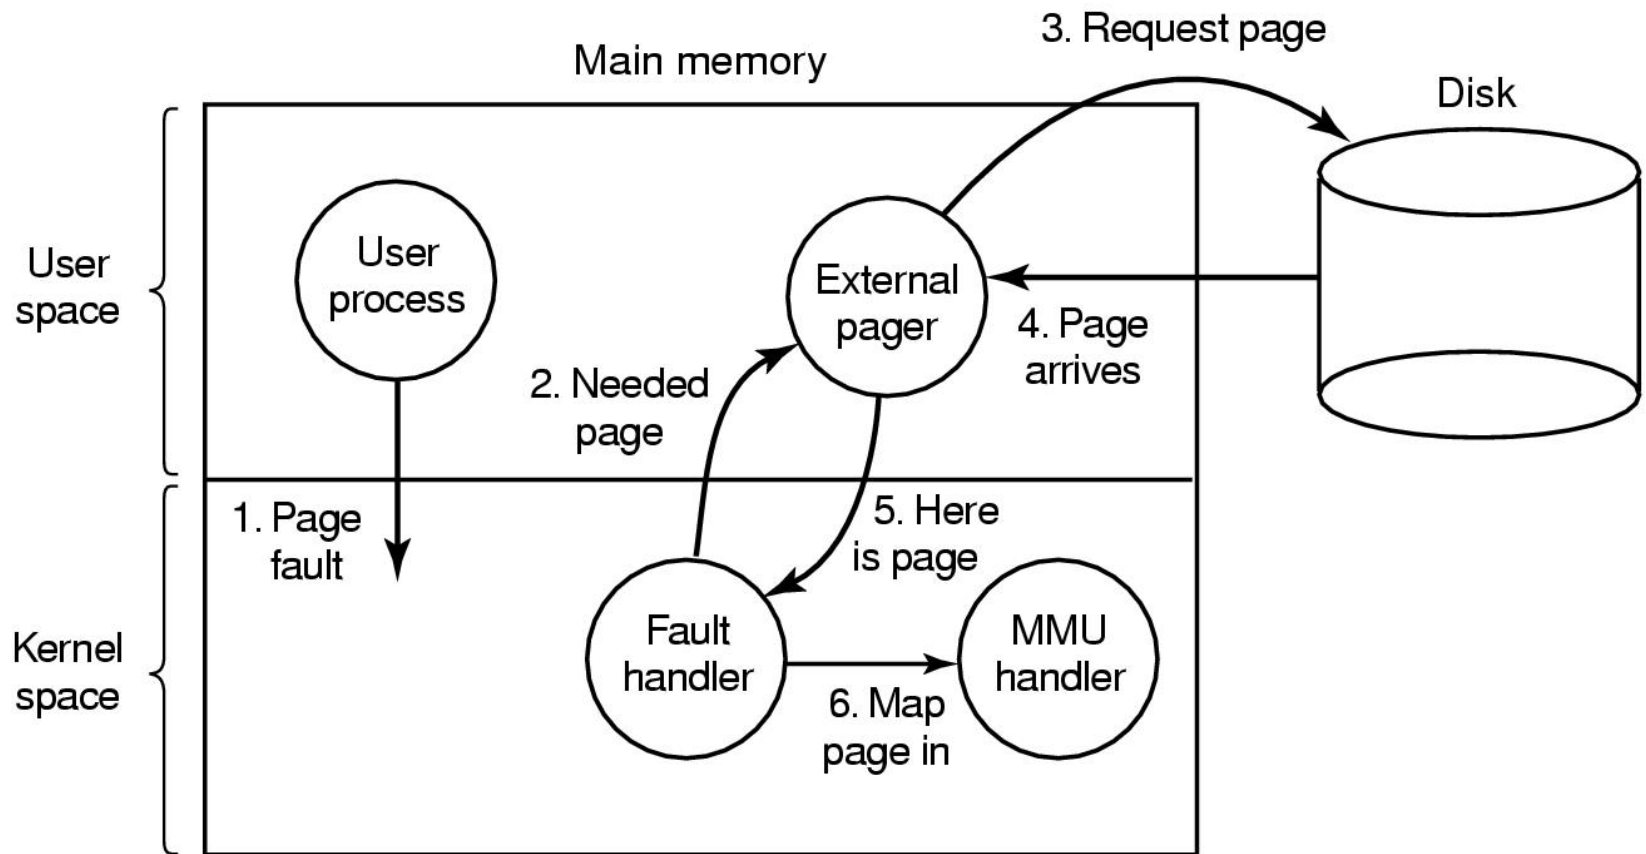 3. Request page
Main memory
Disk
User
space
User
process
External
pager
4. Page
arrives
2. Needed
page
1. Page
fault
5. Here
is page
Kernel
space
Fault
handler
MMU
handler
6. Map
page in